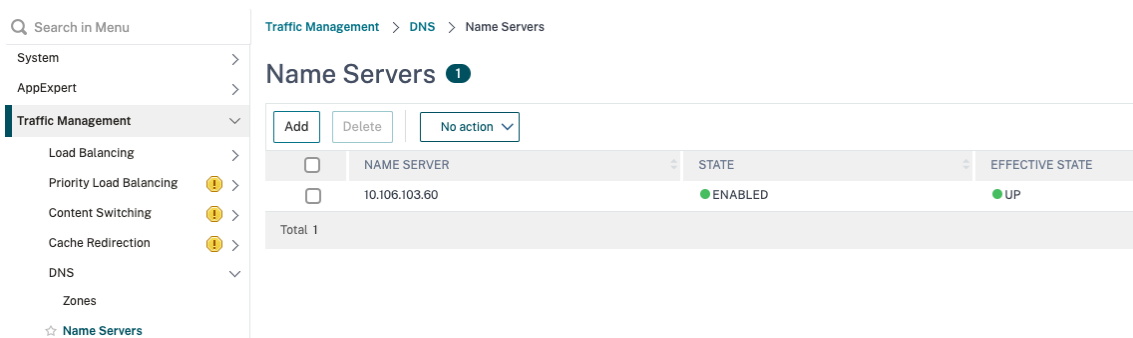 Search in Menu
System
AppExpert
Traffic Management
Load Balancing
Priority Load Balancing
Content Switching
Cache Redirection
DNS
Zones
Name Servers
Traffic Management > DNS > Name Servers
Name Servers 1
Add Delete No action
NAME SERVER STATE EFFECTIVE STATE
10.106.103.60 ENABLED UP
Total 1